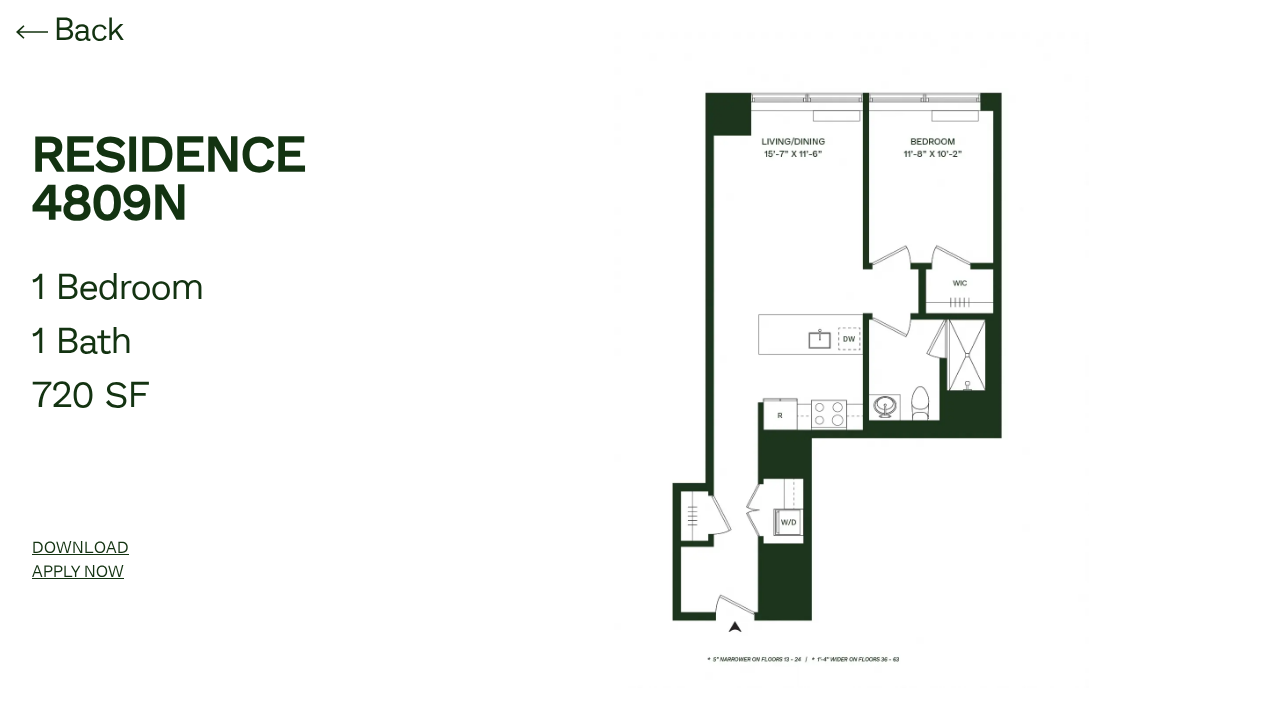 Back
RESIDENCE
4809N
1 Bedroom
1 Bath
720 SF
DOWNLOAD
APPLY NOW
LIVING/DINING
15'-7" X 11'-6"
BEDROOM
11'-8" X 10'-2"
WIC
DW
R
W/D
* 5" NARROWER ON FLOORS 13 - 24 / * 1'-4" WIDER ON FLOORS 36 - 63